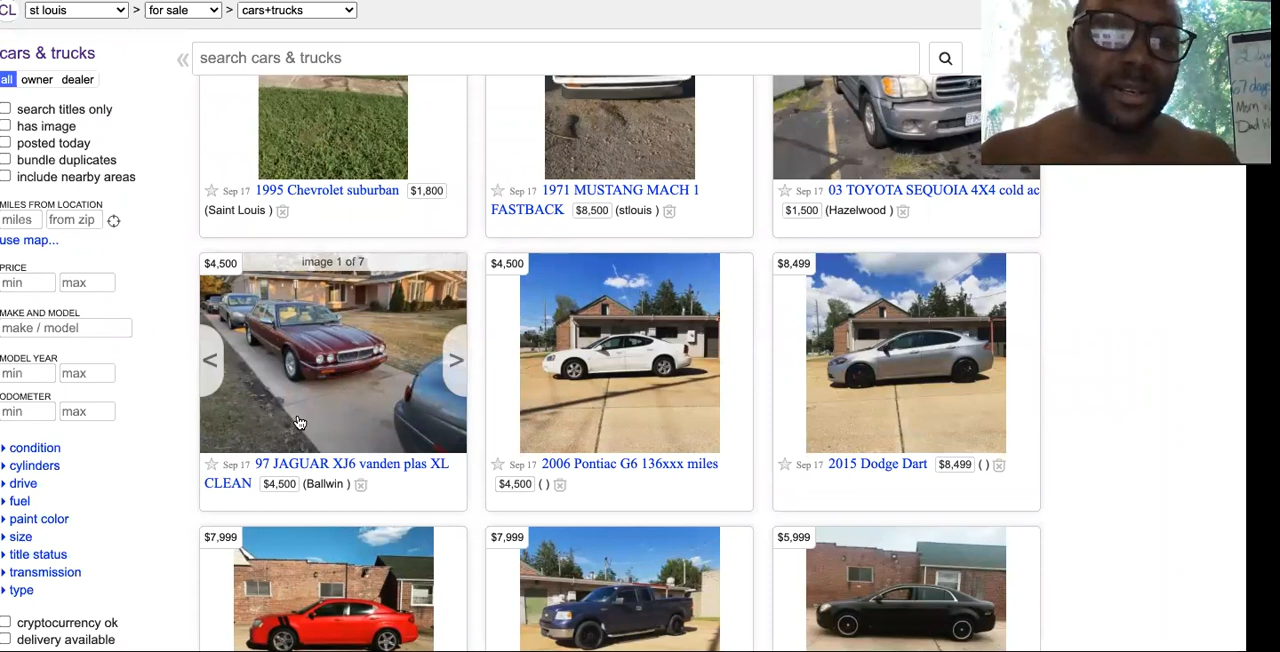 CL st louis > for sale > cars+trucks
cars & trucks
all owner dealer
search titles only
has image
posted today
bundle duplicates
include nearby areas
MILES FROM LOCATION
miles from zip
use map...
PRICE
min max
MAKE AND MODEL
make / model
MODEL YEAR
min max
ODOMETER
min max
condition
cylinders
drive
fuel
paint color
size
title status
transmission
type
cryptocurrency ok
delivery available
« search cars & trucks
Sep 17 1995 Chevrolet suburban $1,800
(Saint Louis )
Sep 17 1971 MUSTANG MACH 1
FASTBACK $8,500 (stlouis )
Sep 17 03 TOYOTA SEQUOIA 4X4 cold ac
$1,500 (Hazelwood )
$4,500 image 1 of 7
< >
Sep 17 97 JAGUAR XJ6 vanden plas XL
CLEAN $4,500 (Ballwin )
$4,500
Sep 17 2006 Pontiac G6 136xxx miles
$4,500 ( )
$8,499
Sep 17 2015 Dodge Dart $8,499 ( )
$7,999
$7,999
$5,999
67 days
Mom
Dad